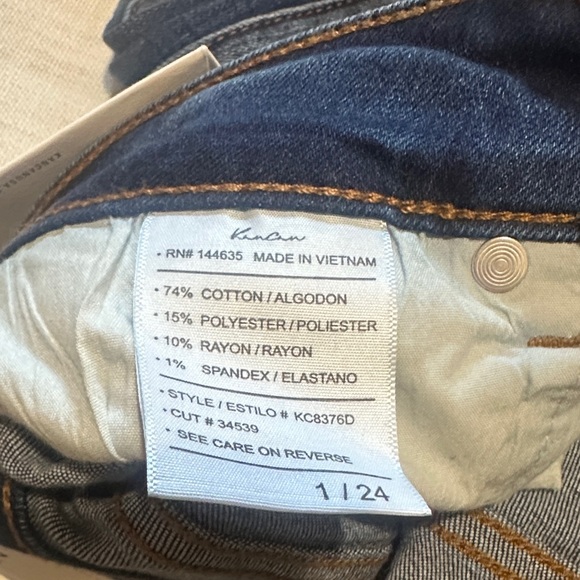 KanCan
• RN# 144635 MADE IN VIETNAM
• 74% COTTON / ALGODON
• 15% POLYESTER / POLIESTER
• 10% RAYON / RAYON
• 1% SPANDEX / ELASTANO
• STYLE / ESTILO # KC8376D
• CUT # 34539
• SEE CARE ON REVERSE
1 / 24